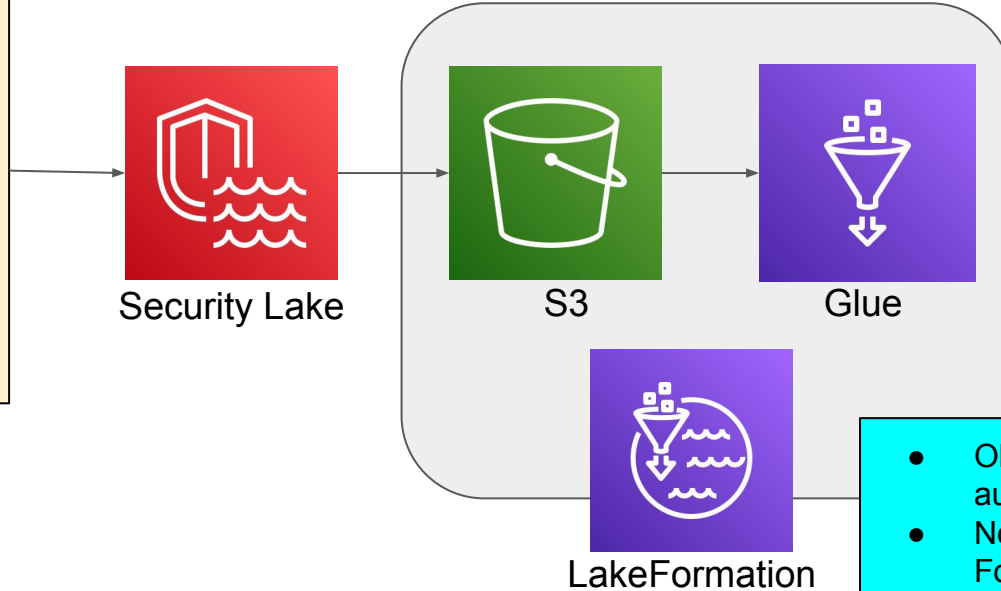 Security Lake
S3
Glue
LakeFormation
●
●